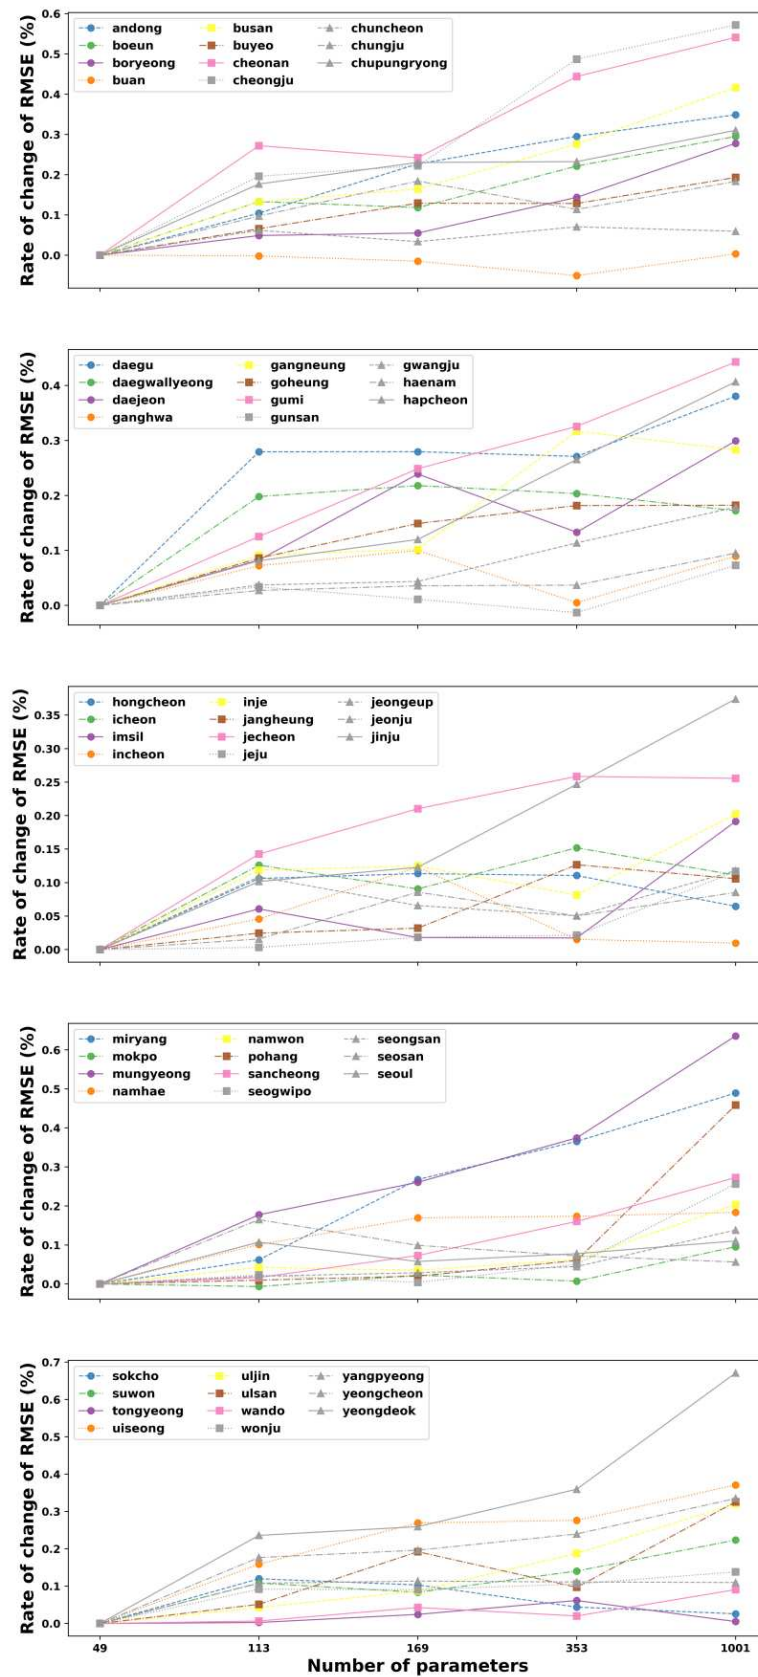 Rate of change of RMSE (%)
0.6
0.5
0.4
0.3
0.2
0.1
0.0
andong busan chuncheon
boeun buyeo chungju
boryeong cheonan chupungryong
buan cheongju
Rate of change of RMSE (%)
0.4
0.3
0.2
0.1
0.0
daegu gangneung gwangju
daegwallyeong goheung haenam
daejeon gumi hapcheon
ganghwa gunsan
Rate of change of RMSE (%)
0.35
0.30
0.25
0.20
0.15
0.10
0.05
0.00
hongcheon inje jeongeup
icheon jangheung jeonju
imsil jecheon jinju
incheon jeju
Rate of change of RMSE (%)
0.6
0.5
0.4
0.3
0.2
0.1
0.0
miryang namwon seongsan
mokpo pohang seosan
mungyeong sancheong seoul
namhae seogwipo
Rate of change of RMSE (%)
0.7
0.6
0.5
0.4
0.3
0.2
0.1
0.0
sokcho uljin yangpyeong
suwon ulsan yeongcheon
tongyeong wando yeongdeok
uiseong wonju
49 113 169 353 1001
Number of parameters